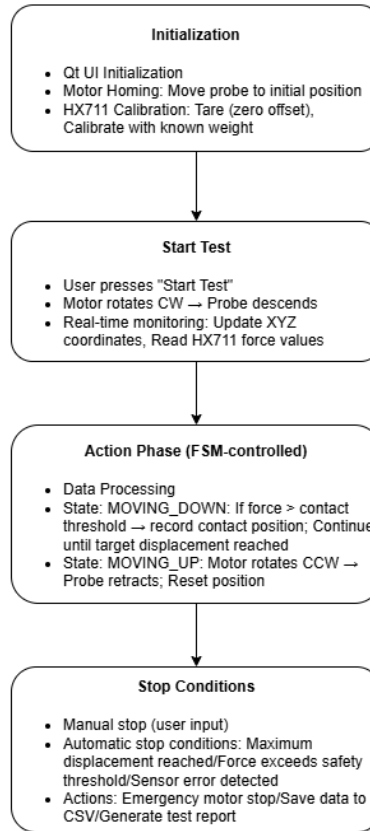 Initialization
• Qt UI Initialization
• Motor Homing: Move probe to initial position
• HX711 Calibration: Tare (zero offset),
Calibrate with known weight
Start Test
• User presses "Start Test"
• Motor rotates CW → Probe descends
• Real-time monitoring: Update XYZ
coordinates, Read HX711 force values
Action Phase (FSM-controlled)
• Data Processing
• State: MOVING_DOWN: If force > contact
threshold → record contact position; Continue
until target displacement reached
• State: MOVING_UP: Motor rotates CCW →
Probe retracts; Reset position
Stop Conditions
• Manual stop (user input)
• Automatic stop conditions: Maximum
displacement reached/Force exceeds safety
threshold/Sensor error detected
• Actions: Emergency motor stop/Save data to
CSV/Generate test report